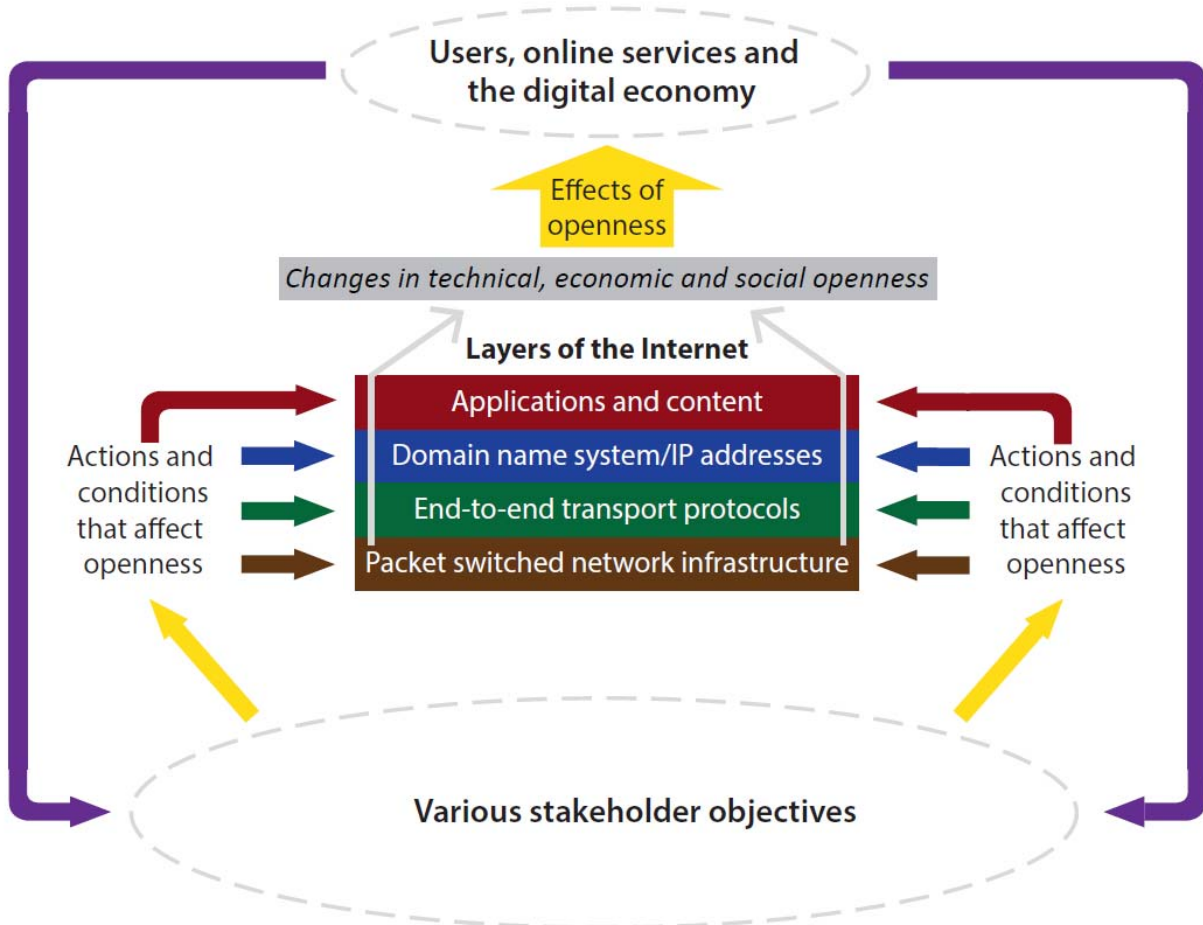 Users, online services and
the digital economy
Effects of
openness
Changes in technical, economic and social openness
Layers of the Internet
Applications and content
Domain name system/IP addresses
End-to-end transport protocols
Packet switched network infrastructure
Actions and
conditions
that affect
openness
Actions and
conditions
that affect
openness
Various stakeholder objectives